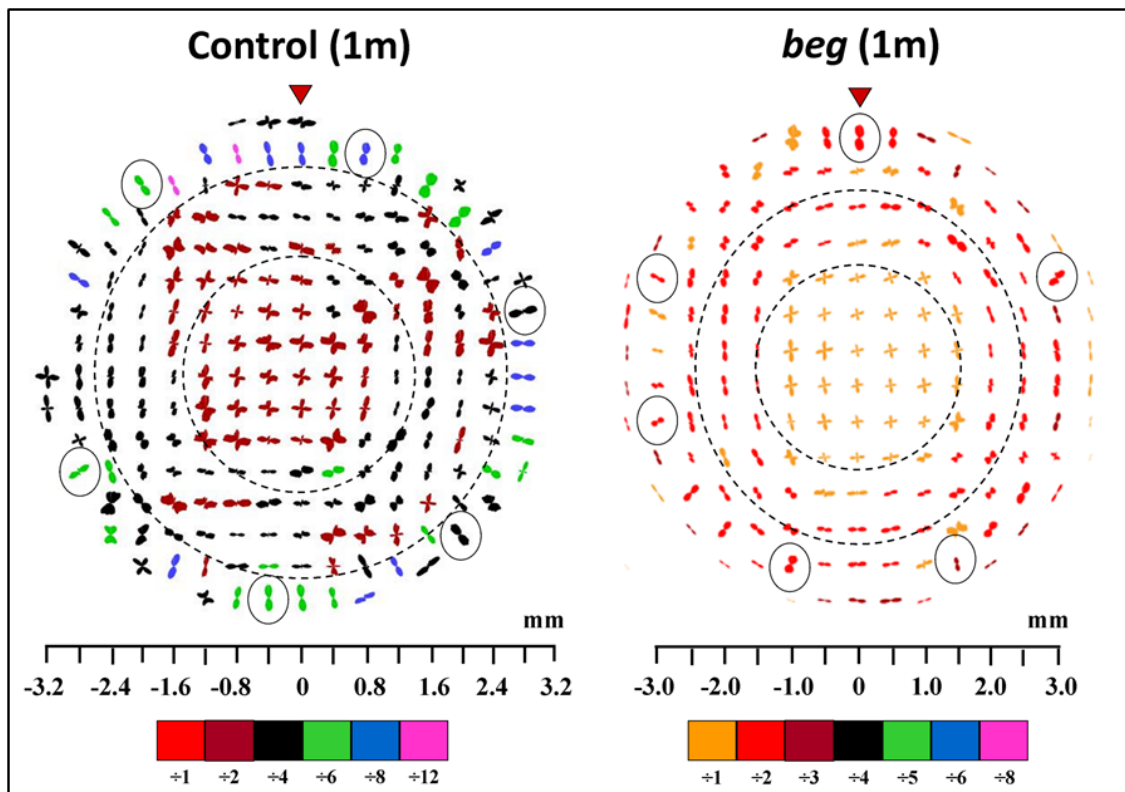 Control (1m)
beg (1m)
mm
-3.2 -2.4 -1.6 -0.8 0 0.8 1.6 2.4 3.2
÷1 ÷2 ÷4 ÷6 ÷8 ÷12
mm
-3.0 -2.0 -1.0 0 1.0 2.0 3.0
÷1 ÷2 ÷3 ÷4 ÷5 ÷6 ÷8